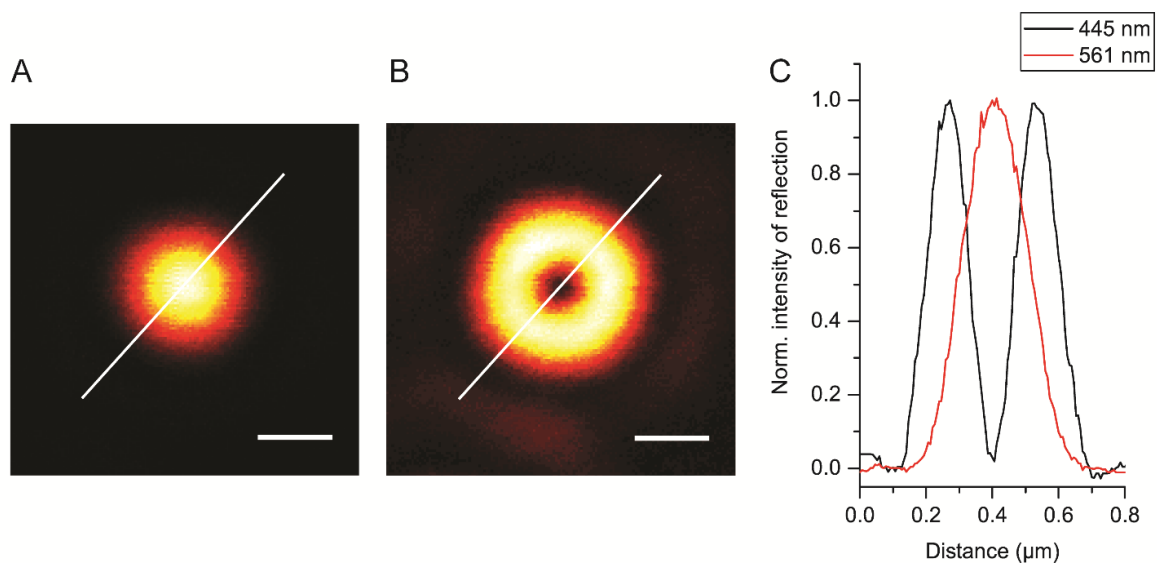 A
B
C
445 nm
561 nm
Norm. intensity of reflection
1.0
0.8
0.6
0.4
0.2
0.0
0.0 0.2 0.4 0.6 0.8
Distance (µm)